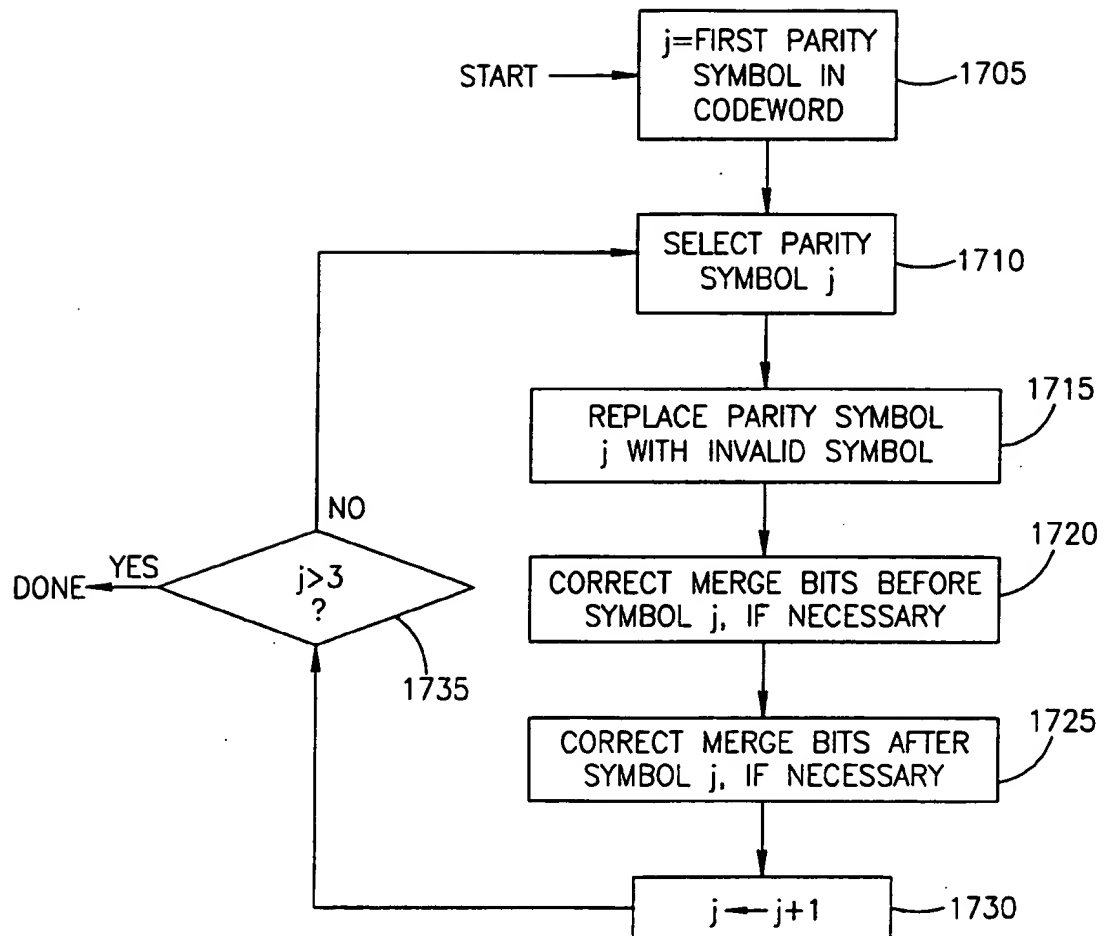 j=FIRST PARITY
SYMBOL IN
CODEWORD
1705
START
SELECT PARITY
SYMBOL j
1710
REPLACE PARITY SYMBOL
j WITH INVALID SYMBOL
1715
CORRECT MERGE BITS BEFORE
SYMBOL j, IF NECESSARY
1720
CORRECT MERGE BITS AFTER
SYMBOL j, IF NECESSARY
1725
j←j+1
1730
j>3
?
1735
NO
YES
DONE